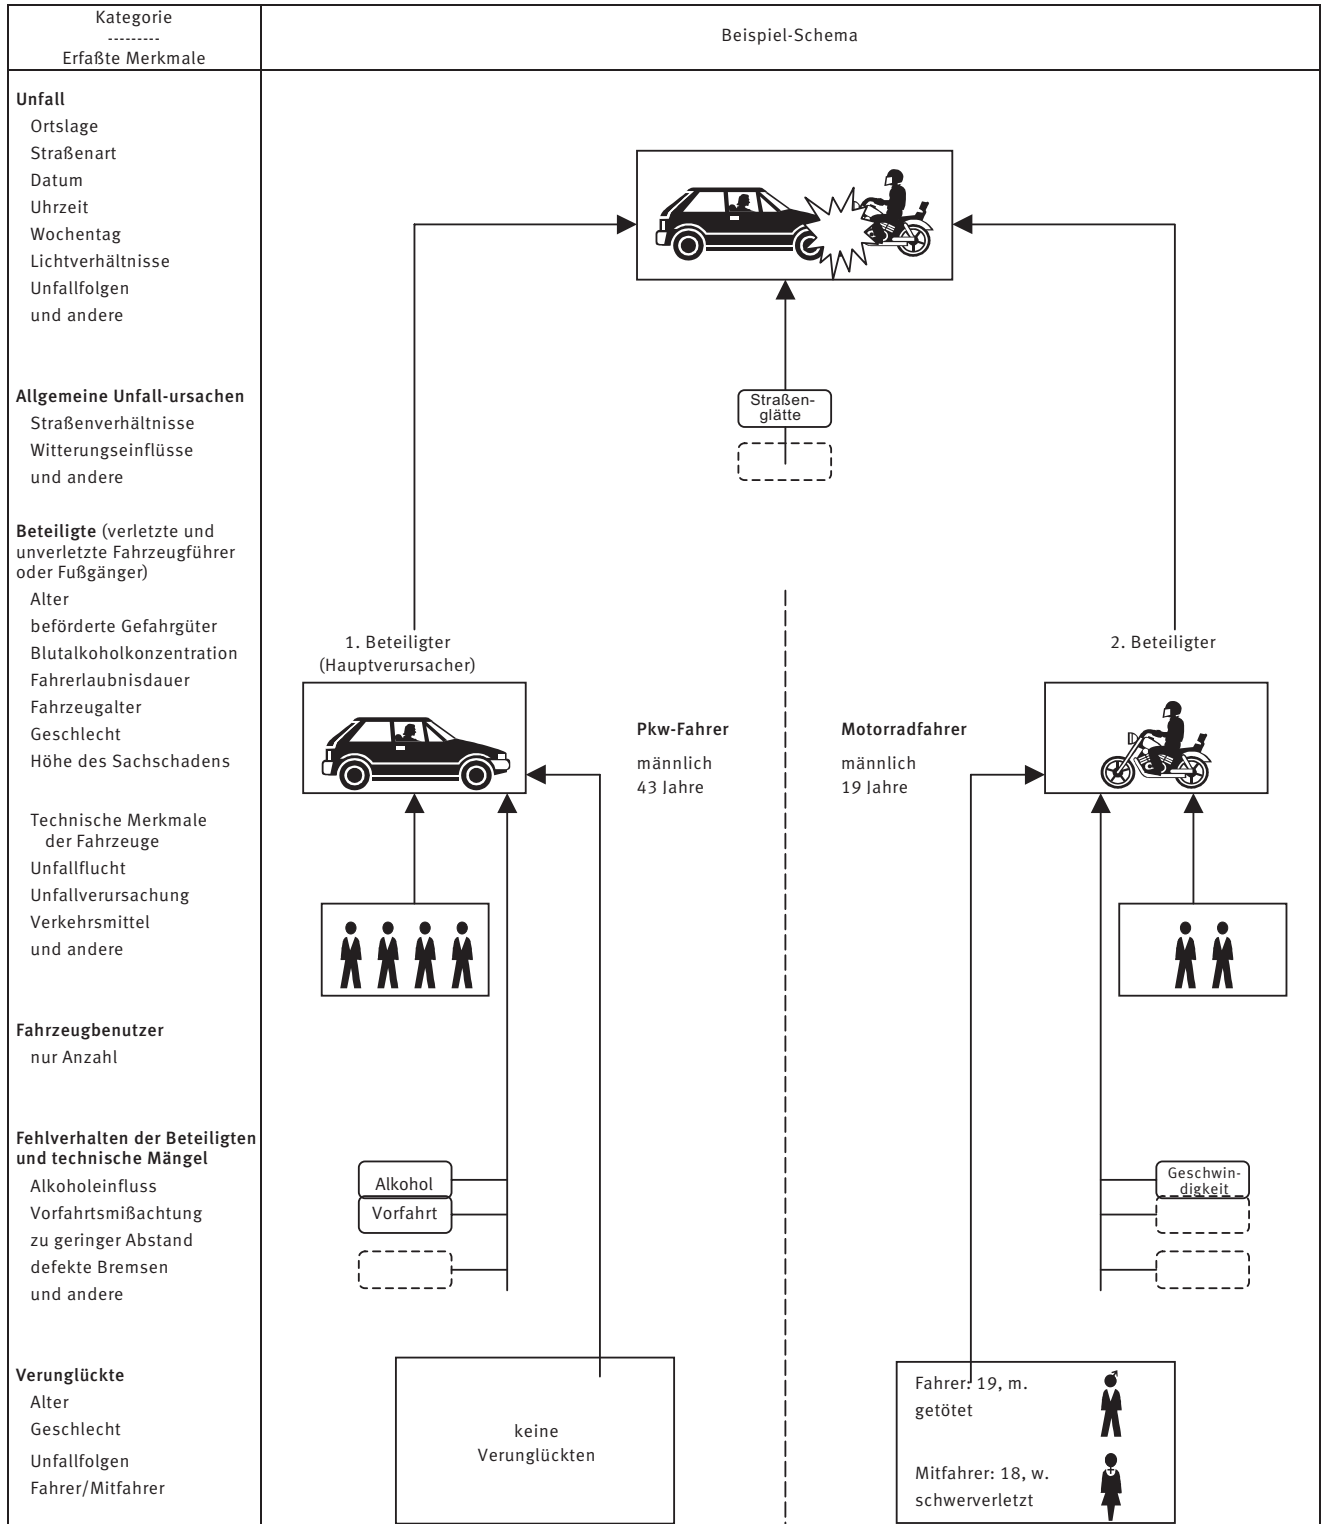 Kategorie
---------
Erfaßte Merkmale
Beispiel-Schema
Unfall
Ortslage
Straßenart
Datum
Uhrzeit
Wochentag
Lichtverhältnisse
Unfallfolgen
und andere
Allgemeine Unfall-ursachen
Straßenverhältnisse
Witterungseinflüsse
und andere
Straßen-
glätte
Beteiligte (verletzte und
unverletzte Fahrzeugführer
oder Fußgänger)
Alter
beförderte Gefahrgüter
Blutalkoholkonzentration
Fahrerlaubnisdauer
Fahrzeugalter
Geschlecht
Höhe des Sachschadens
Technische Merkmale
der Fahrzeuge
Unfallflucht
Unfallverursachung
Verkehrsmittel
und andere
1. Beteiligter
(Hauptverursacher)
Pkw-Fahrer
männlich
43 Jahre
Motorradfahrer
männlich
19 Jahre
2. Beteiligter
Fahrzeugbenutzer
nur Anzahl
Fehlverhalten der Beteiligten
und technische Mängel
Alkoholeinfluss
Vorfahrtsmißachtung
zu geringer Abstand
defekte Bremsen
und andere
Alkohol
Vorfahrt
Geschwin-
digkeit
Verunglückte
Alter
Geschlecht
Unfallfolgen
Fahrer/Mitfahrer
keine
Verunglückten
Fahrer: 19, m.
getötet
Mitfahrer: 18, w.
schwerverletzt